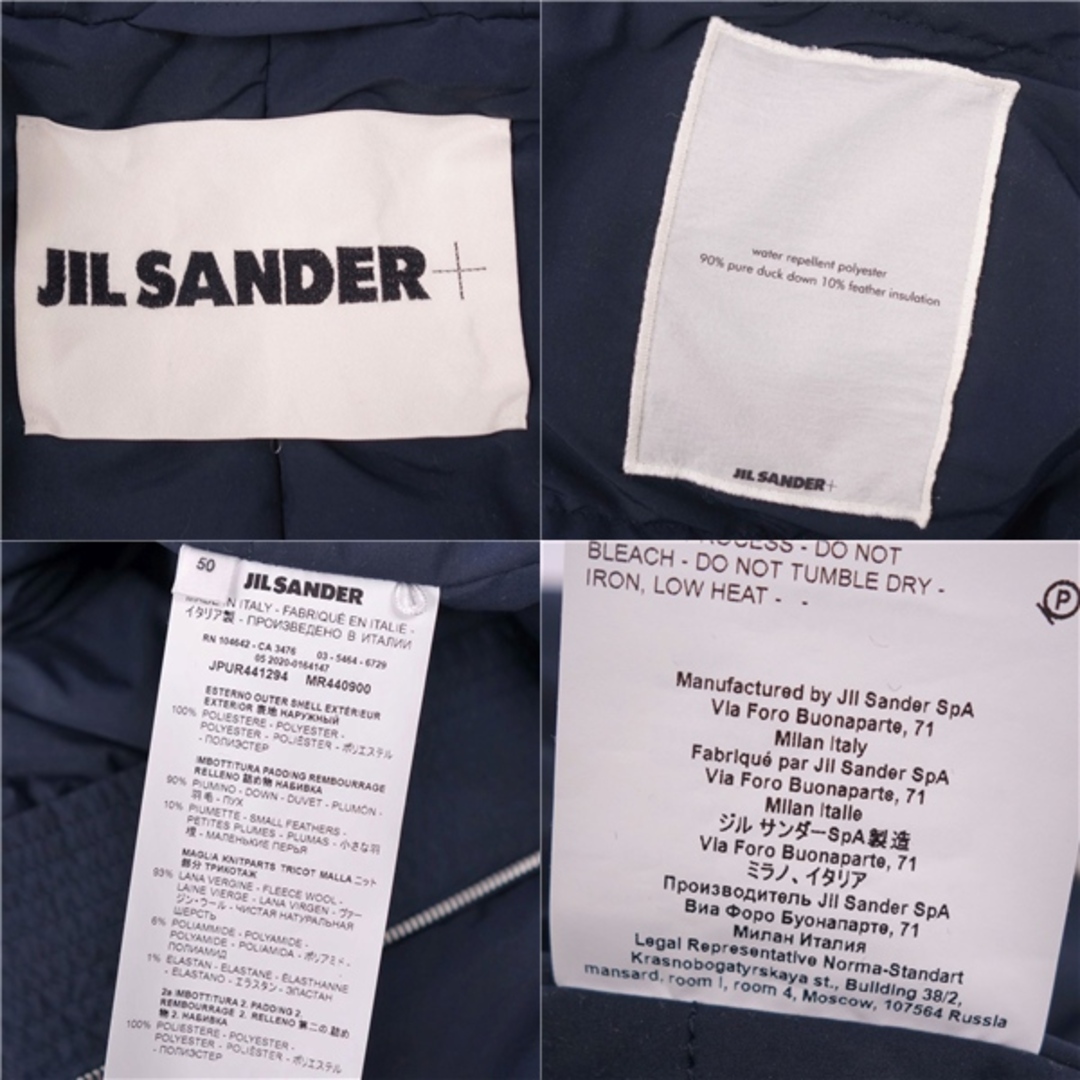 JIL SANDER+
water repellent polyester
90% pure duck down 10% feather insulation
JIL SANDER+
50
JIL SANDER
ITALY - FABRIQUÉ EN ITALIE -
イタリア製 - ПРОИЗВЕДЕНО В ИТАЛИИ
RN 104642 - CA 3476 03 - 5464 - 6729
05 2020-0164147
JPUR441294 MR440900
ESTERNO OUTER SHELL EXTÉRIEUR
EXTERIOR 表地 НАРУЖНЫЙ
100% POLIESTERE - POLYESTER -
POLYESTER - POLIÉSTER - ポリエステル
- ПОЛИЭСТЕР
IMBOTTITURA PADDING REMBOURRAGE
RELLENO 詰め物 НАБИВКА
90% PIUMINO - DOWN - DUVET - PLUMÓN -
羽毛 - ПУХ
10% PIUMETTE - SMALL FEATHERS -
PETITES PLUMES - PLUMAS - 小さな羽
- МАЛЕНЬКИЕ ПЕРЬЯ
MAGLIA KNITPARTS TRICOT MALLA ニット
部分 ТРИКОТАЖ
93% LANA VERGINE - FLEECE WOOL -
LAINE VIERGE - LANA VIRGEN - ヴァー
ジン・ウール - ЧИСТАЯ НАТУРАЛЬНАЯ
ШЕРСТЬ
6% POLIAMMIDE - POLYAMIDE -
POLYAMIDE - POLIAMIDA - ポリアミド -
ПОЛИАМИД
1% ELASTAN - ELASTANE - ÉLASTHANNE
- ELASTANO - エラスタン - ЭЛАСТАН
2a IMBOTTITURA 2. PADDING 2.
REMBOURRAGE 2. RELLENO 第二の詰め
物 2. НАБИВКА
100% POLIESTERE - POLYESTER -
POLYESTER - POLIÉSTER - ポリエステル
- ПОЛИЭСТЕР
- DO NOT
BLEACH - DO NOT TUMBLE DRY -
IRON, LOW HEAT - -
P
Manufactured by Jil Sander SpA
Via Foro Buonaparte, 71
Milan Italy
Fabriqué par Jil Sander SpA
Via Foro Buonaparte, 71
Milan Italie
ジル サンダーSpA製造
Via Foro Buonaparte, 71
ミラノ、イタリア
Производитель Jil Sander SpA
Виа Форо Буонапарте, 71
Милан Италия
Legal Representative Norma-Standart
Krasnobogatyrskaya st., Building 38/2,
mansard, room I, room 4, Moscow, 107564 Russia